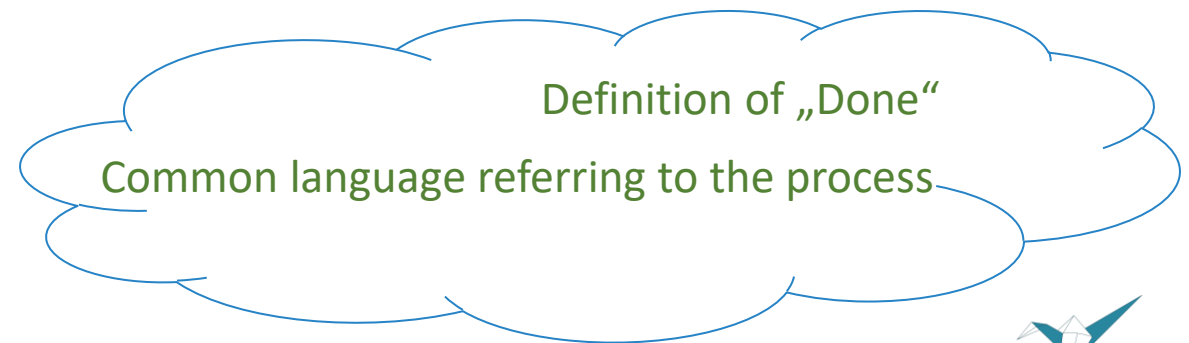 Definition of „Done“
Common language referring to the process